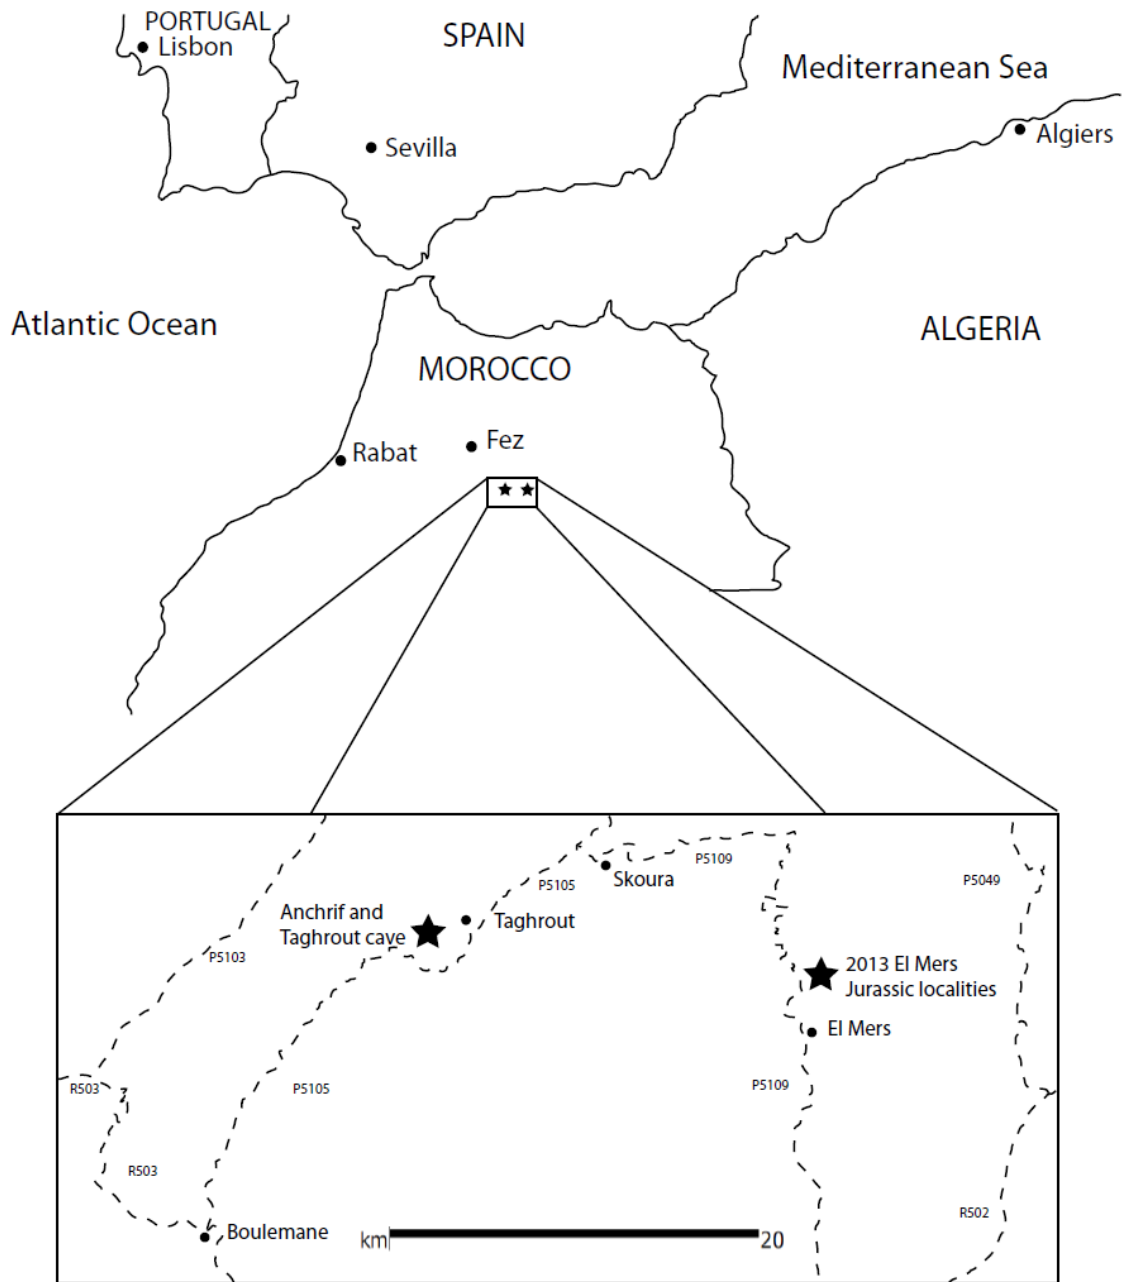 PORTUGAL
Lisbon
SPAIN
Mediterranean Sea
Algiers
Sevilla
Atlantic Ocean
ALGERIA
MOROCCO
Fez
Rabat
P5109
Skoura
P5105
P5049
Anchrif and
Taghrout cave
Taghrout
P5103
2013 El Mers
Jurassic localities
El Mers
R503
P5105
P5109
R503
R502
Boulemane
km
20